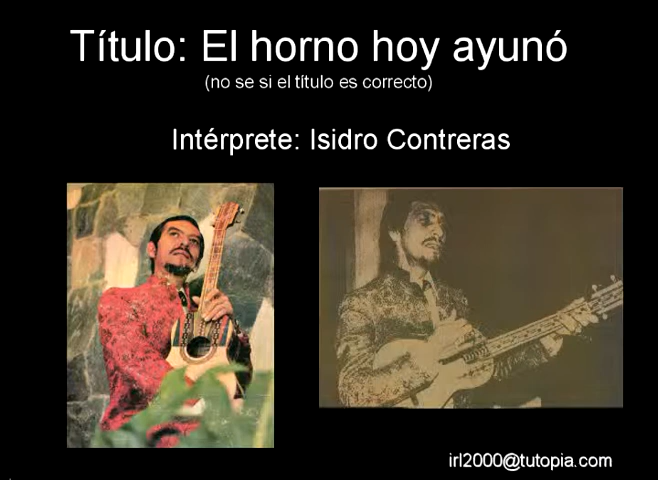 Título: El horno hoy ayunó
(no se si el título es correcto)
Intérprete: Isidro Contreras
irl2000@tutopia.com